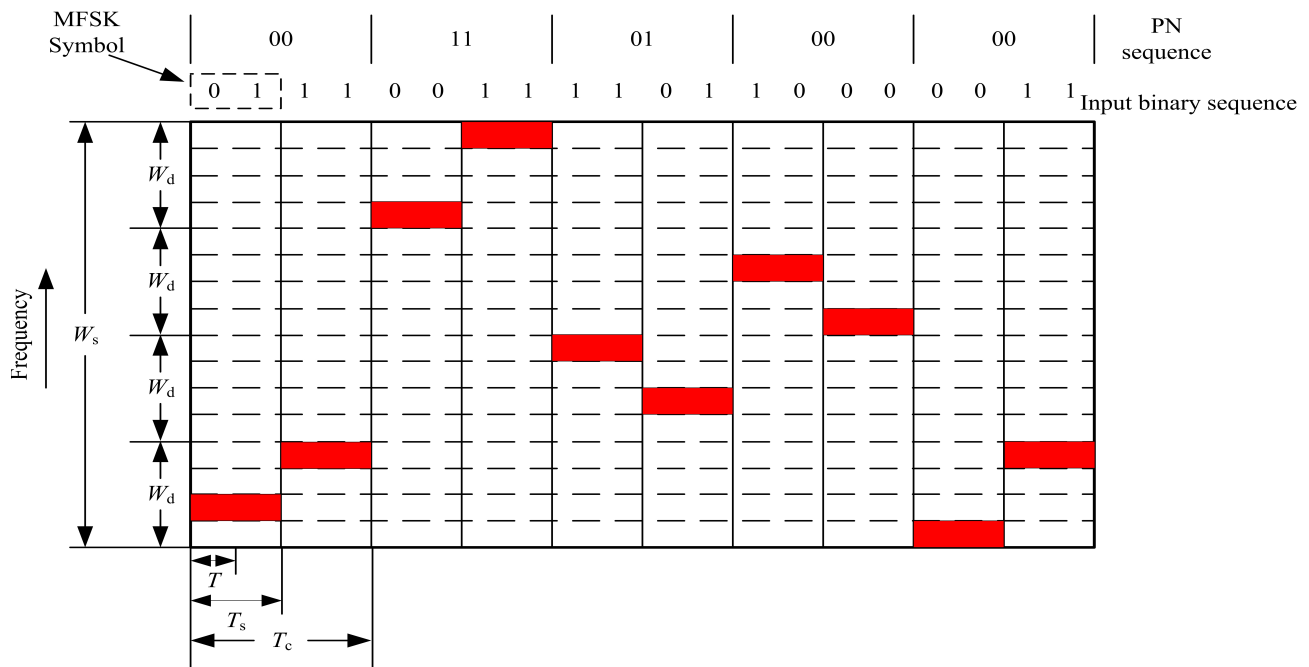 MFSK
Symbol
00 11 01 00 00
PN
sequence
0 1 1 1 0 0 1 1 1 1 0 1 1 0 0 0 0 0 1 1
Input binary sequence
Frequency
Ws
Wd
Wd
Wd
Wd
T
Ts
Tc